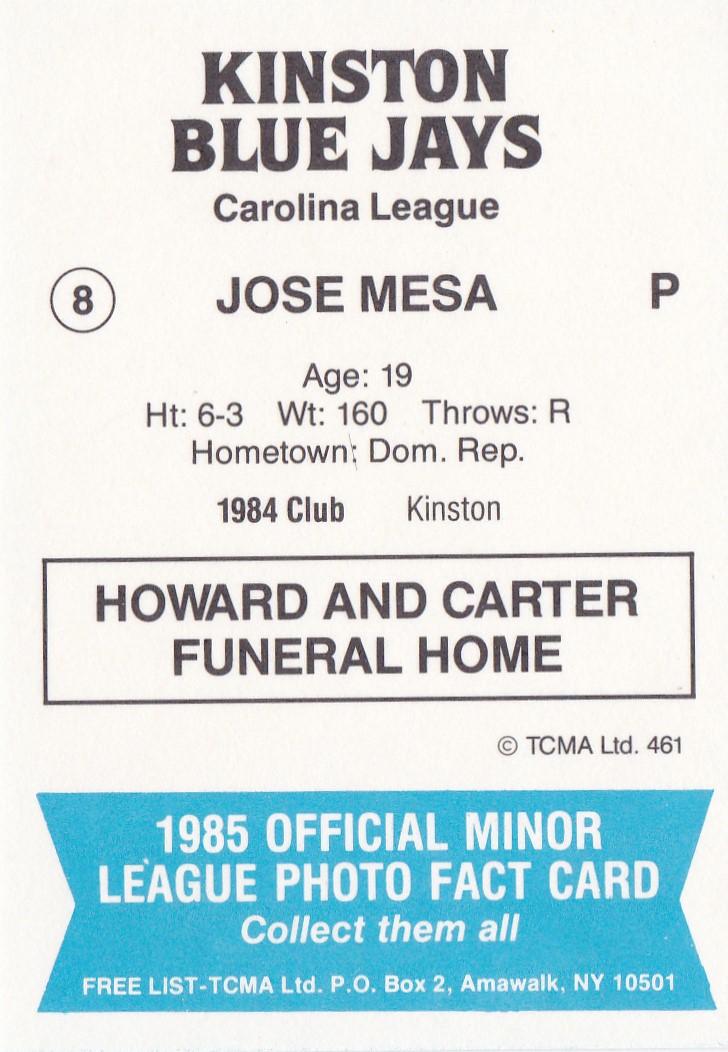 KINSTON
BLUE JAYS
Carolina League
8 JOSE MESA P
Age: 19
Ht: 6-3 Wt: 160 Throws: R
Hometown: Dom. Rep.
1984 Club Kinston
HOWARD AND CARTER
FUNERAL HOME
© TCMA Ltd. 461
1985 OFFICIAL MINOR
LEAGUE PHOTO FACT CARD
Collect them all
FREE LIST-TCMA Ltd. P.O. Box 2, Amawalk, NY 10501